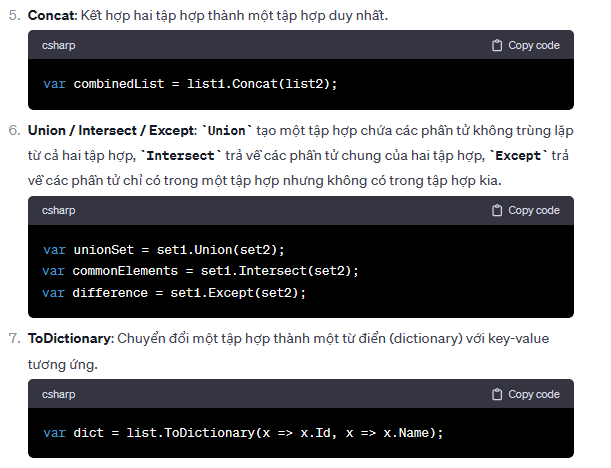 5. Concat: Kết hợp hai tập hợp thành một tập hợp duy nhất.
csharp Copy code
var combinedList = list1.Concat(list2);
6. Union / Intersect / Except: `Union` tạo một tập hợp chứa các phần tử không trùng lặp
từ cả hai tập hợp, `Intersect` trả về các phần tử chung của hai tập hợp, `Except` trả
về các phần tử chỉ có trong một tập hợp nhưng không có trong tập hợp kia.
csharp Copy code
var unionSet = set1.Union(set2);
var commonElements = set1.Intersect(set2);
var difference = set1.Except(set2);
7. ToDictionary: Chuyển đổi một tập hợp thành một từ điển (dictionary) với key-value
tương ứng.
csharp Copy code
var dict = list.ToDictionary(x => x.Id, x => x.Name);